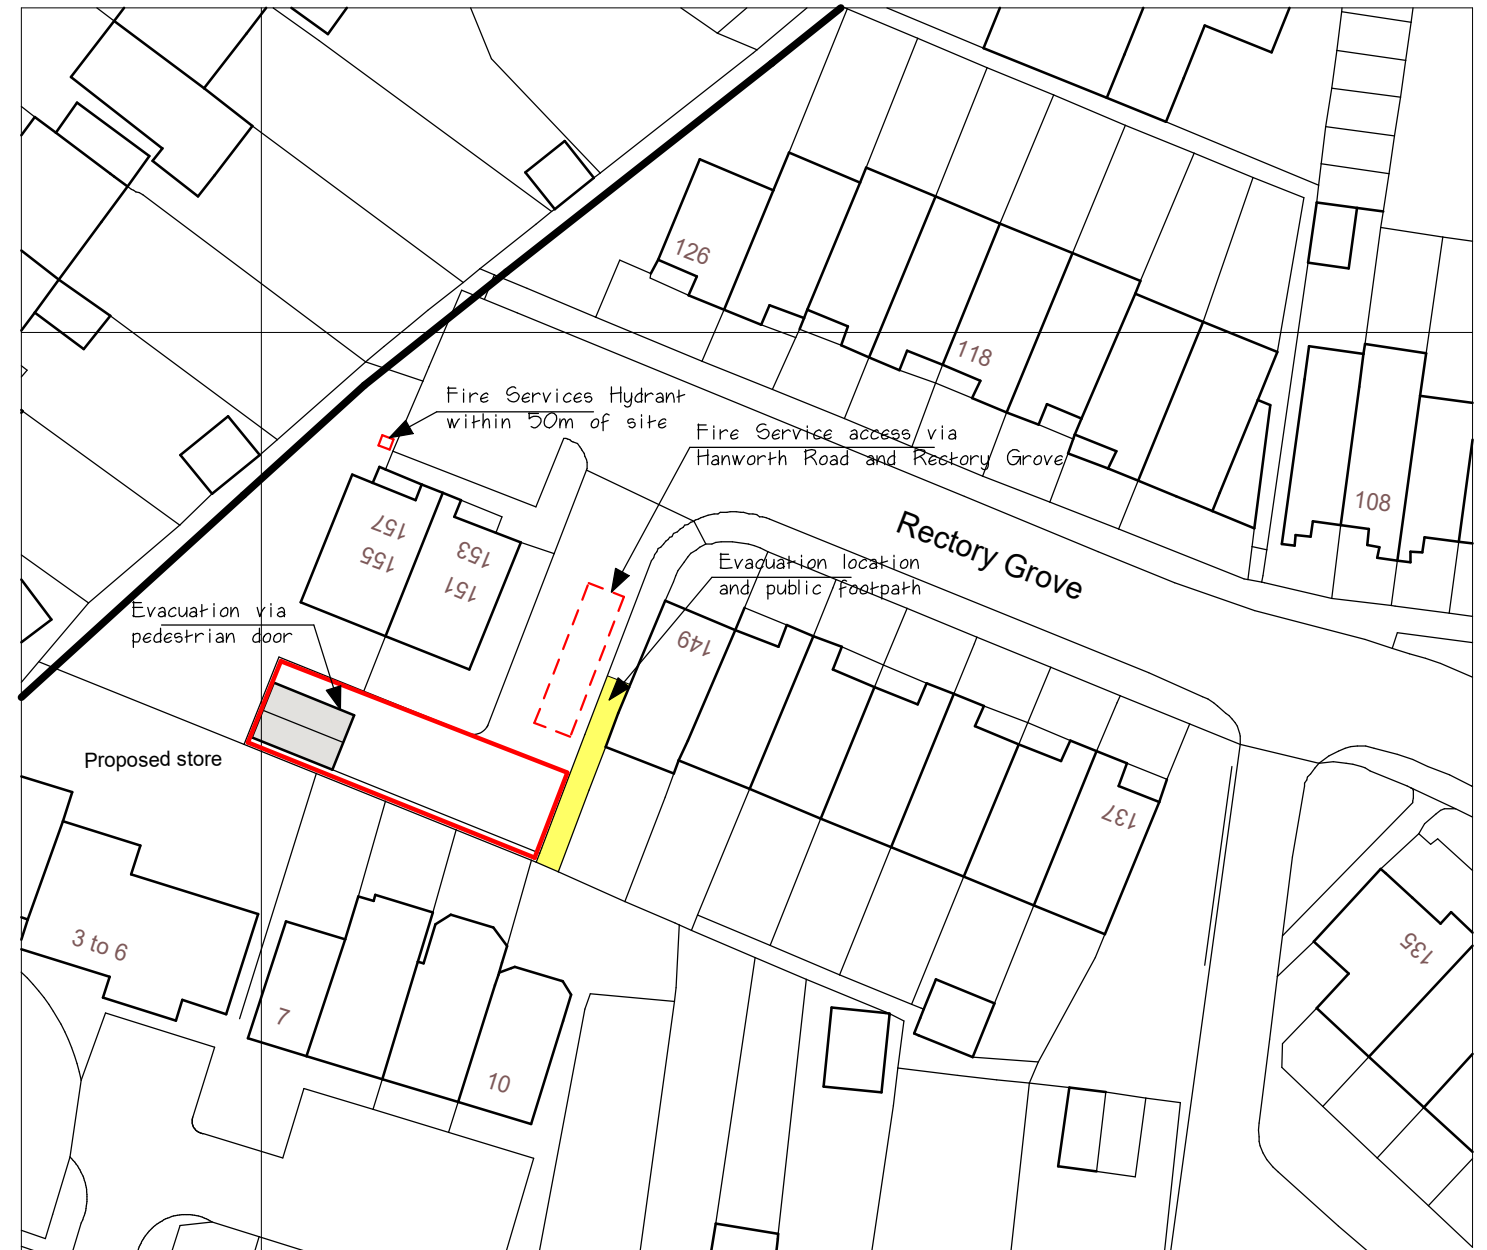 126
118
Fire Services Hydrant
within 50m of site
Fire Service access via
Hanworth Road and Rectory Grove
108
157
155
153
151
Rectory Grove
Evacuation location
and public footpath
Evacuation via
pedestrian door
149
Proposed store
137
3 to 6
135
7
10